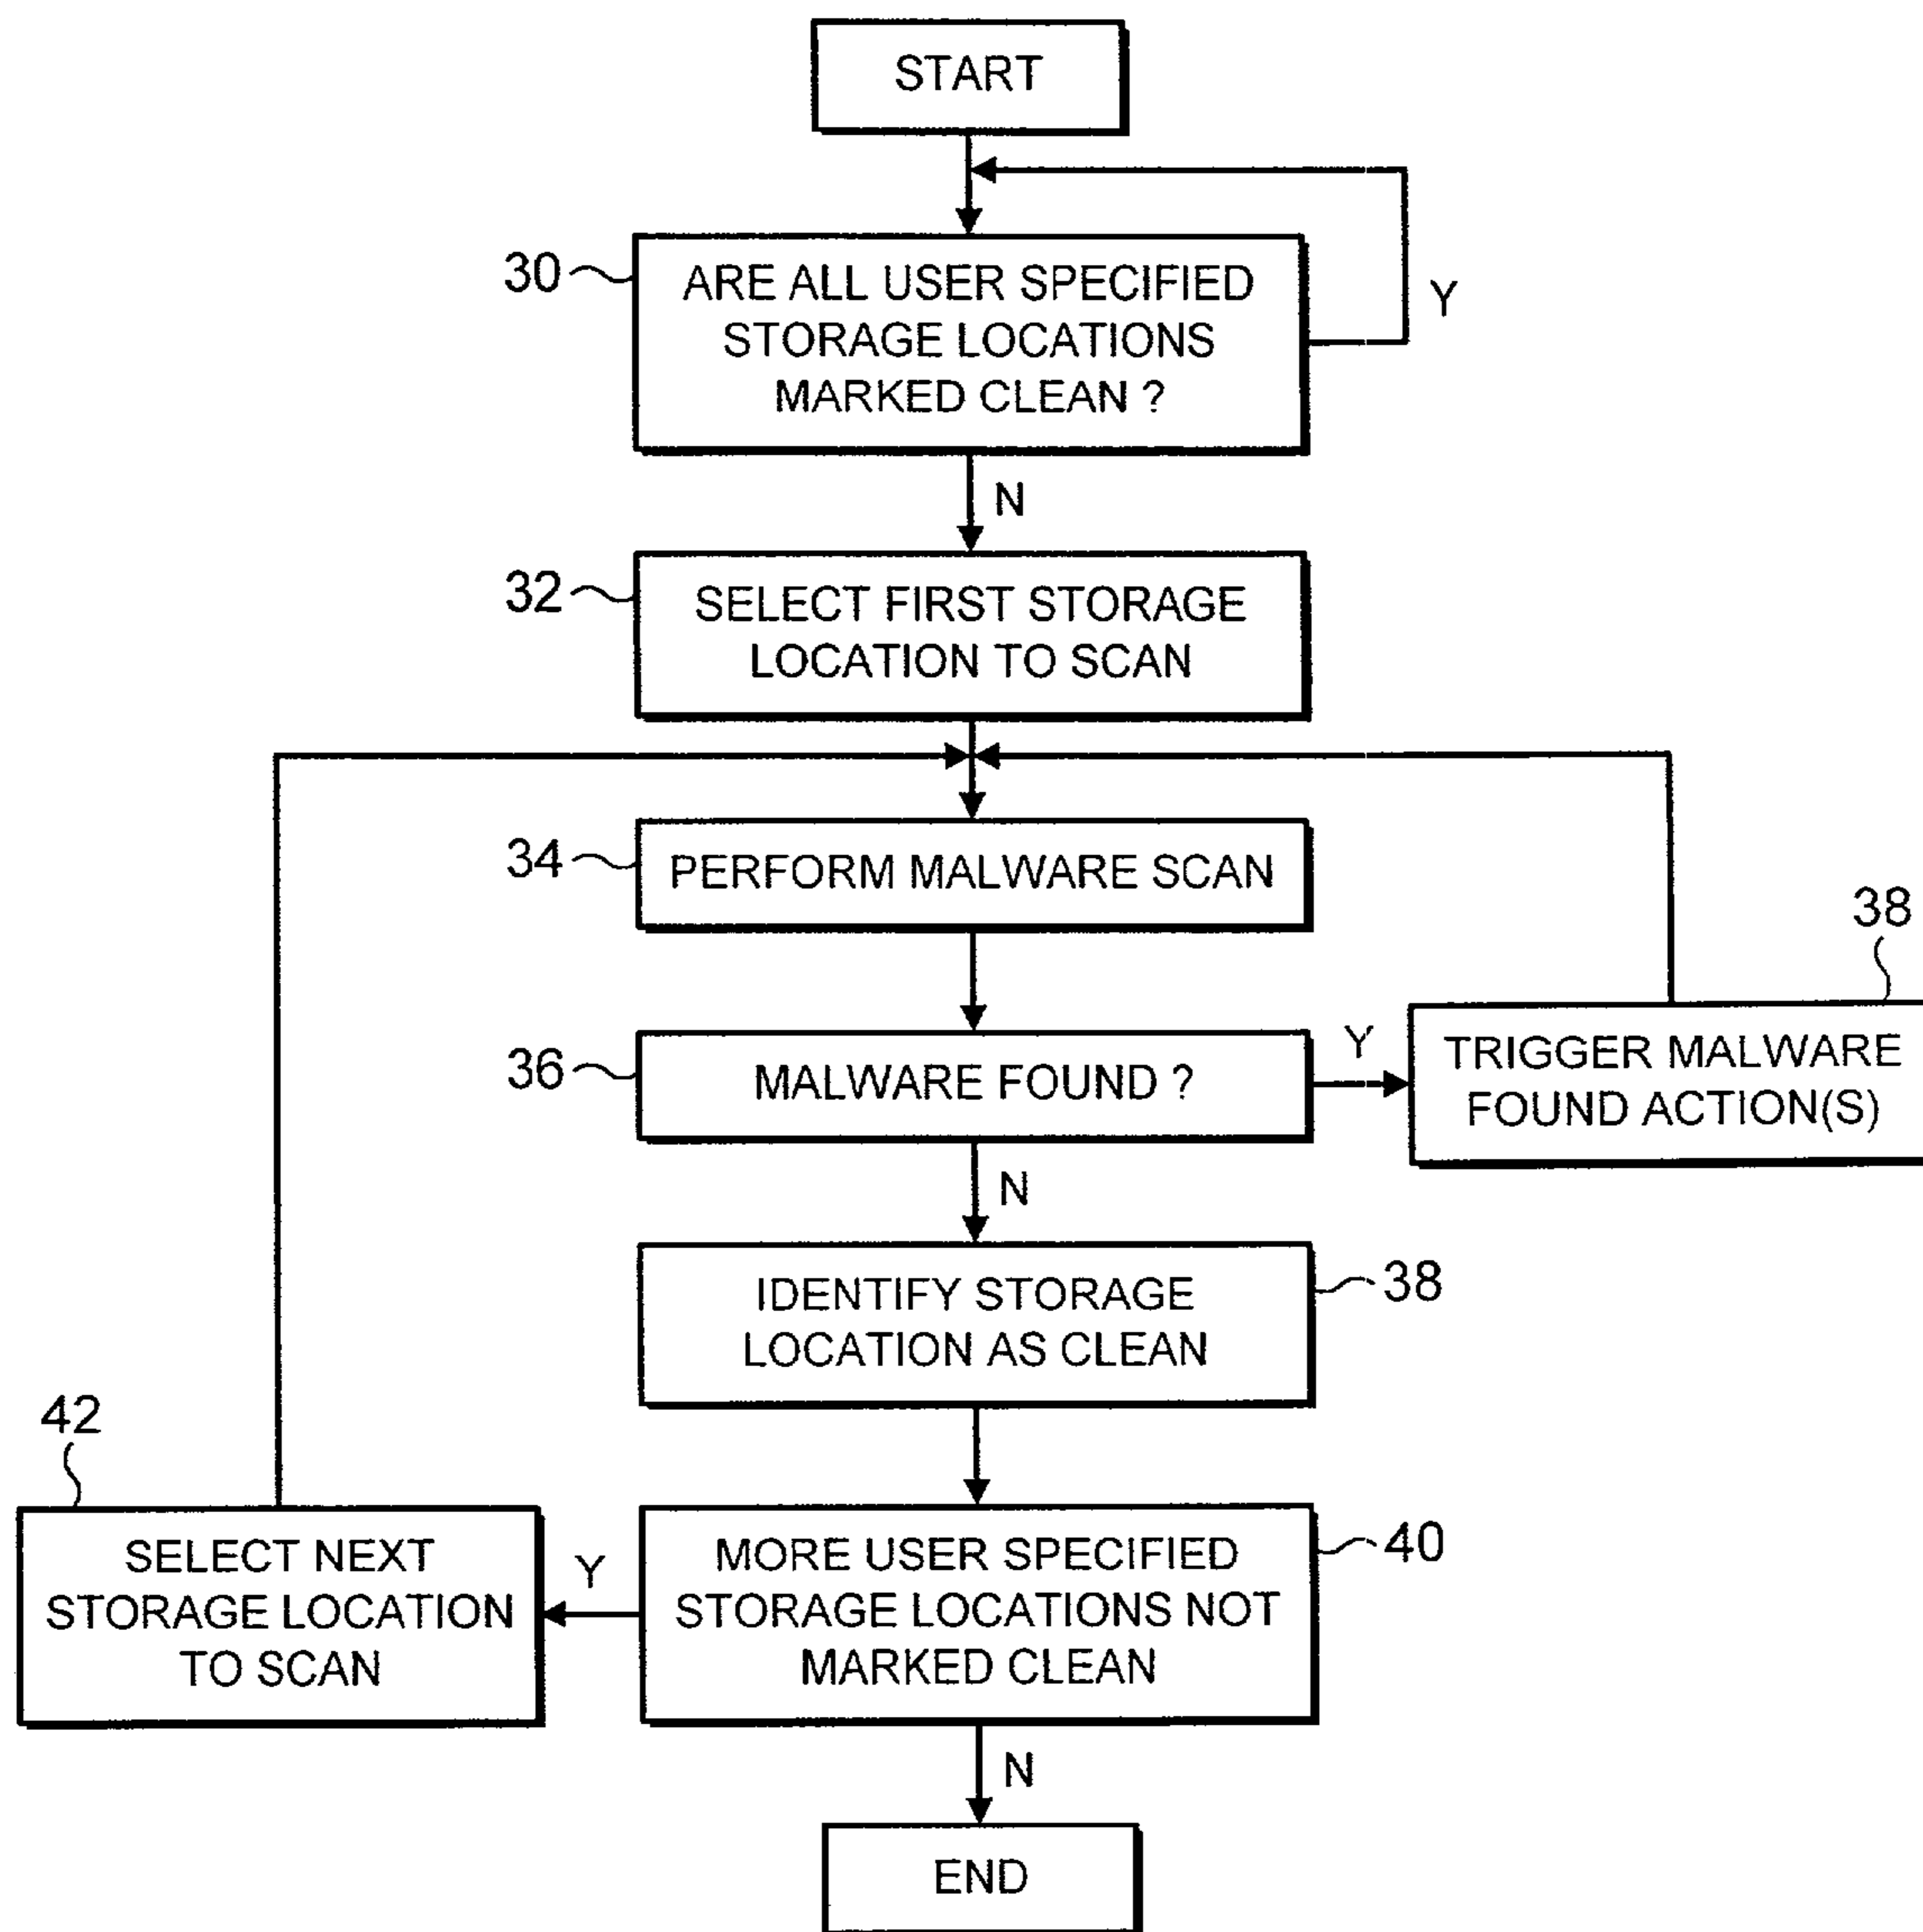 START
30
ARE ALL USER SPECIFIED
STORAGE LOCATIONS
MARKED CLEAN ?
Y
N
32
SELECT FIRST STORAGE
LOCATION TO SCAN
34
PERFORM MALWARE SCAN
36
MALWARE FOUND ?
Y
38
TRIGGER MALWARE
FOUND ACTION(S)
N
IDENTIFY STORAGE
LOCATION AS CLEAN
38
42
SELECT NEXT
STORAGE LOCATION
TO SCAN
Y
MORE USER SPECIFIED
STORAGE LOCATIONS NOT
MARKED CLEAN
40
N
END